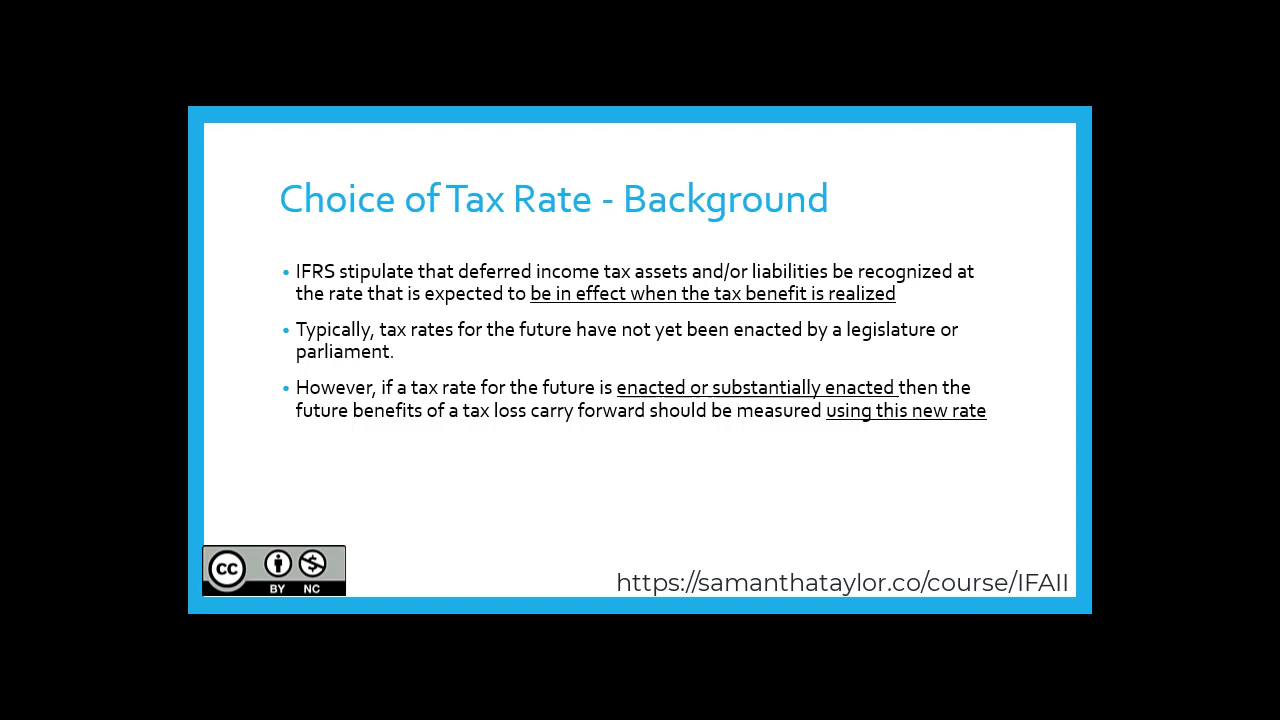 Choice of Tax Rate - Background
• IFRS stipulate that deferred income tax assets and/or liabilities be recognized at
the rate that is expected to be in effect when the tax benefit is realized
• Typically, tax rates for the future have not yet been enacted by a legislature or
parliament.
• However, if a tax rate for the future is enacted or substantially enacted then the
future benefits of a tax loss carry forward should be measured using this new rate
cc
BY NC
https://samanthataylor.co/course/IFAII